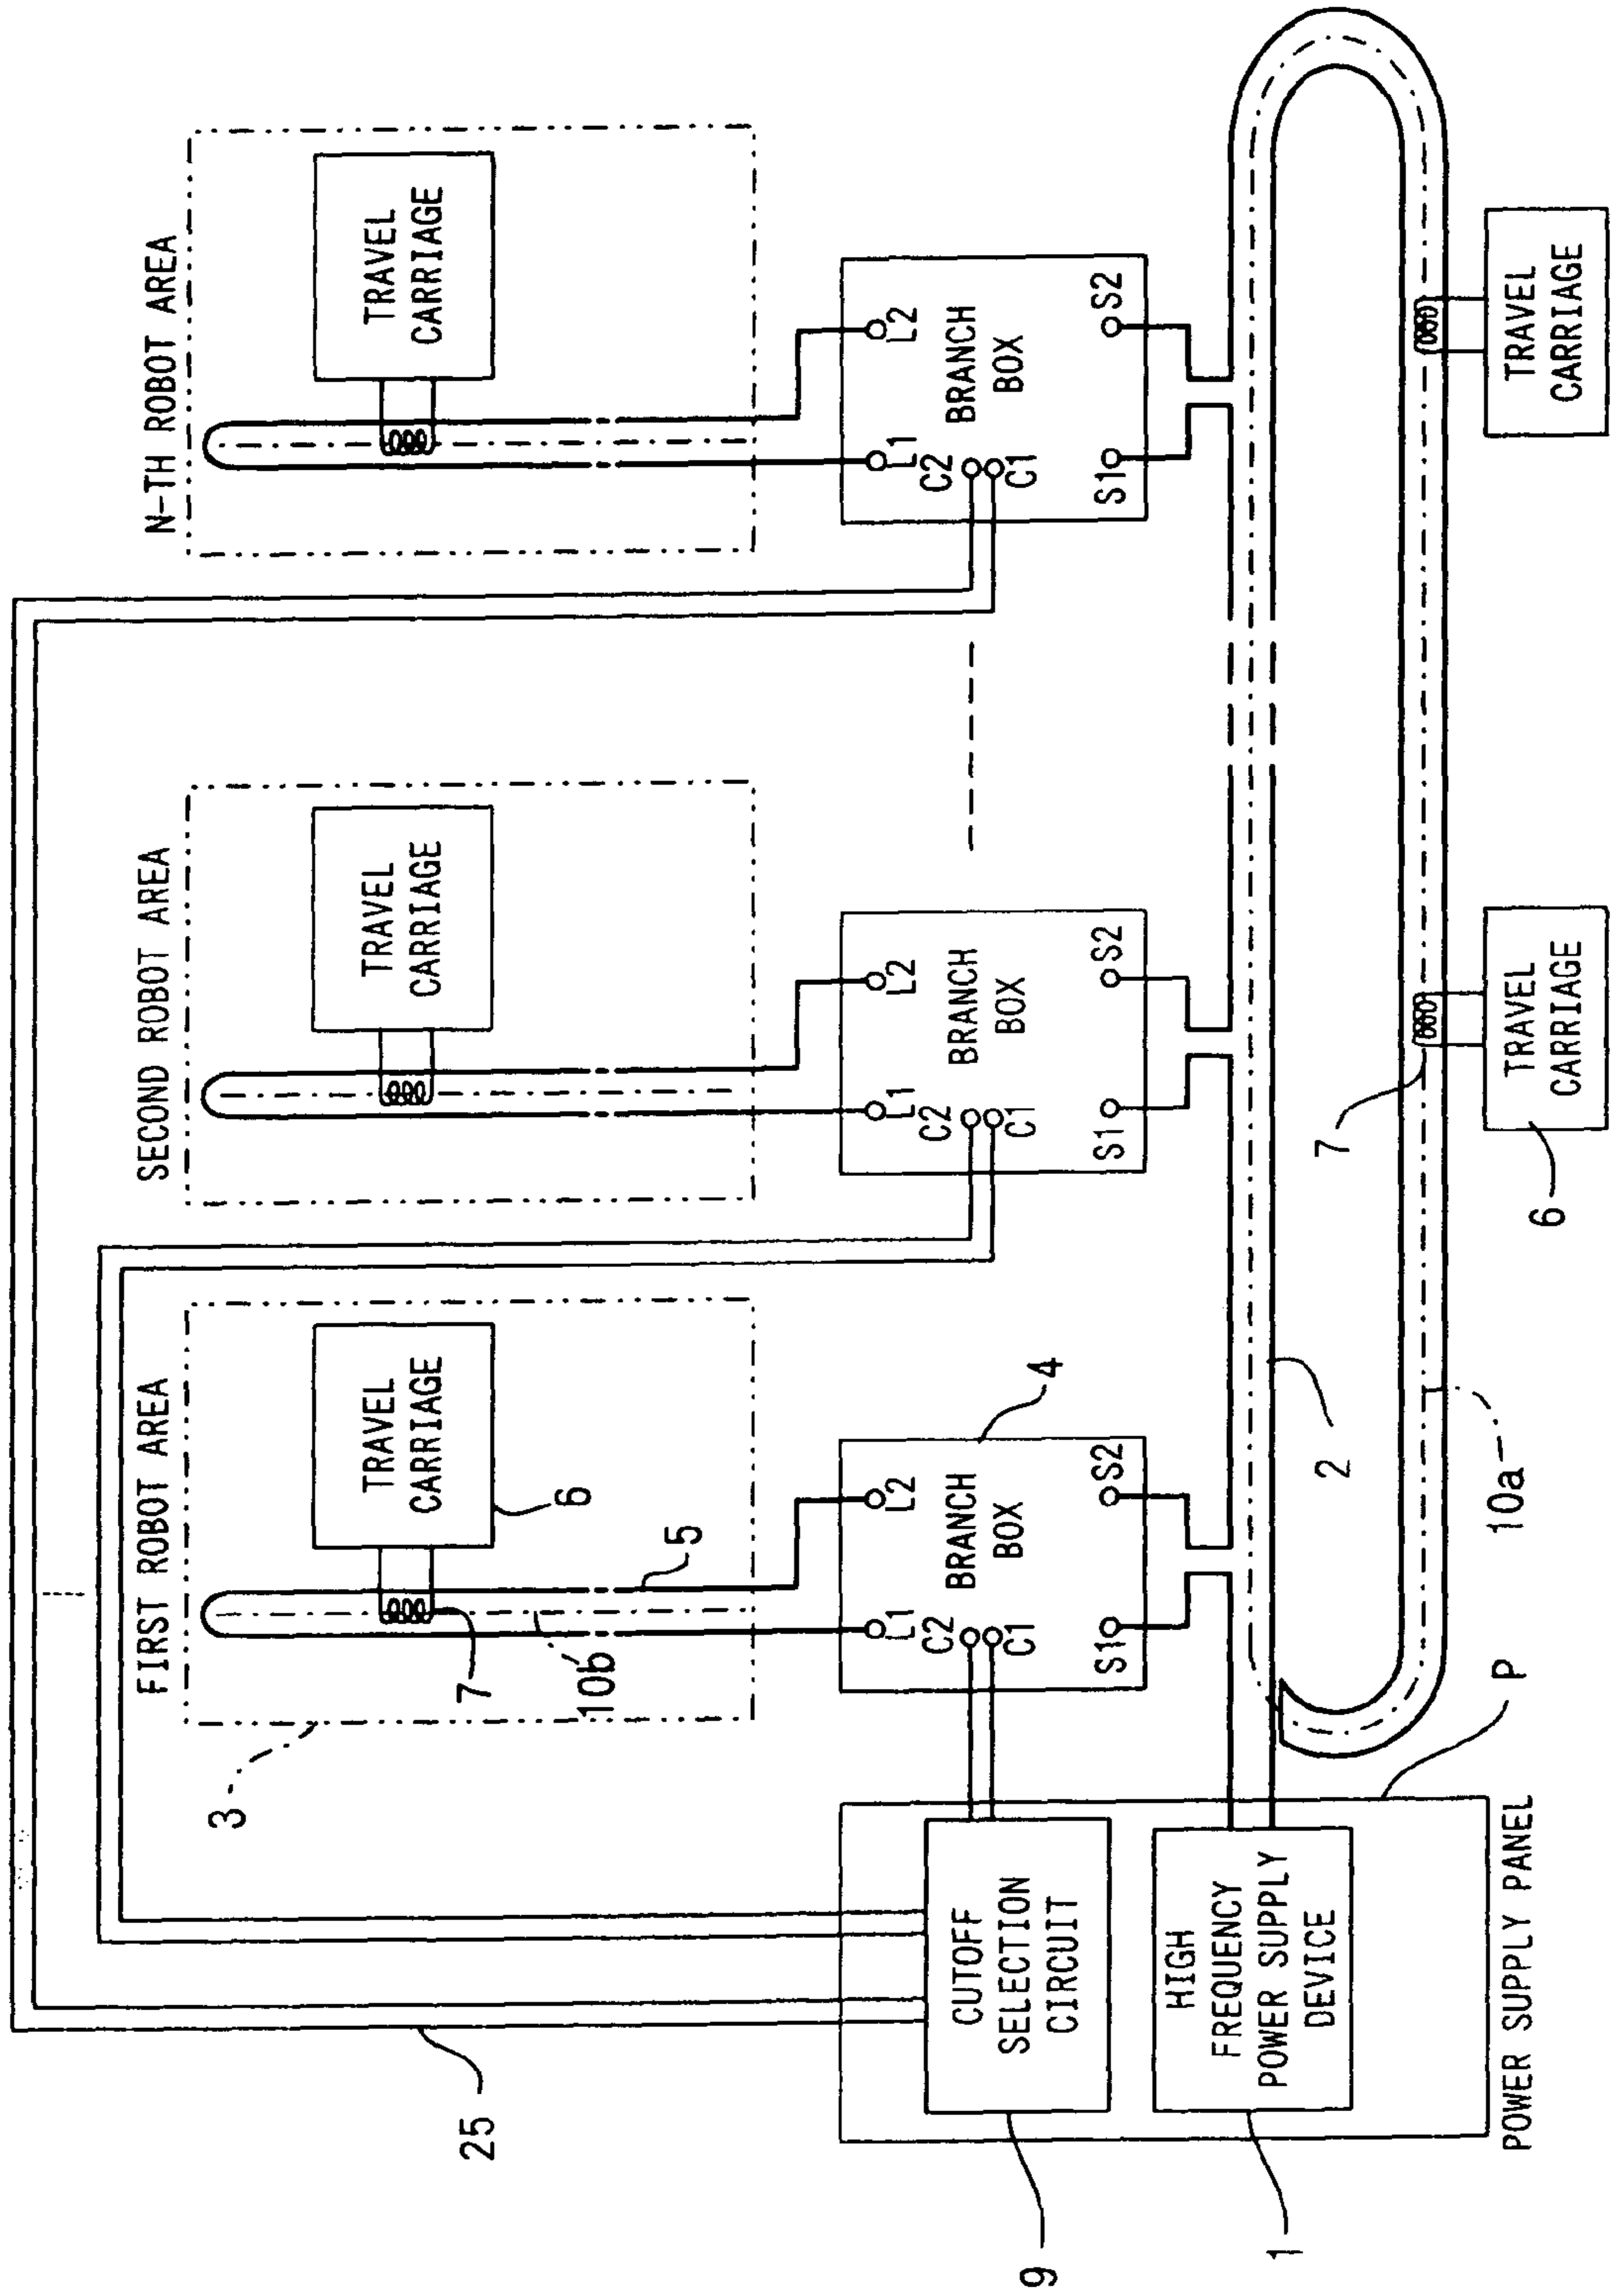 FIRST ROBOT AREA
SECOND ROBOT AREA
N-TH ROBOT AREA
3
TRAVEL
CARRIAGE
6
7
10b
5
TRAVEL
CARRIAGE
TRAVEL
CARRIAGE
25
L1
L2
C2
C1
BRANCH
BOX
S1
S2
4
L1
L2
C2
C1
BRANCH
BOX
S1
S2
L1
L2
C2
C1
BRANCH
BOX
S1
S2
CUTOFF
SELECTION
CIRCUIT
9
HIGH
FREQUENCY
POWER SUPPLY
DEVICE
1
POWER SUPPLY PANEL
P
2
10a
7
TRAVEL
CARRIAGE
6
TRAVEL
CARRIAGE